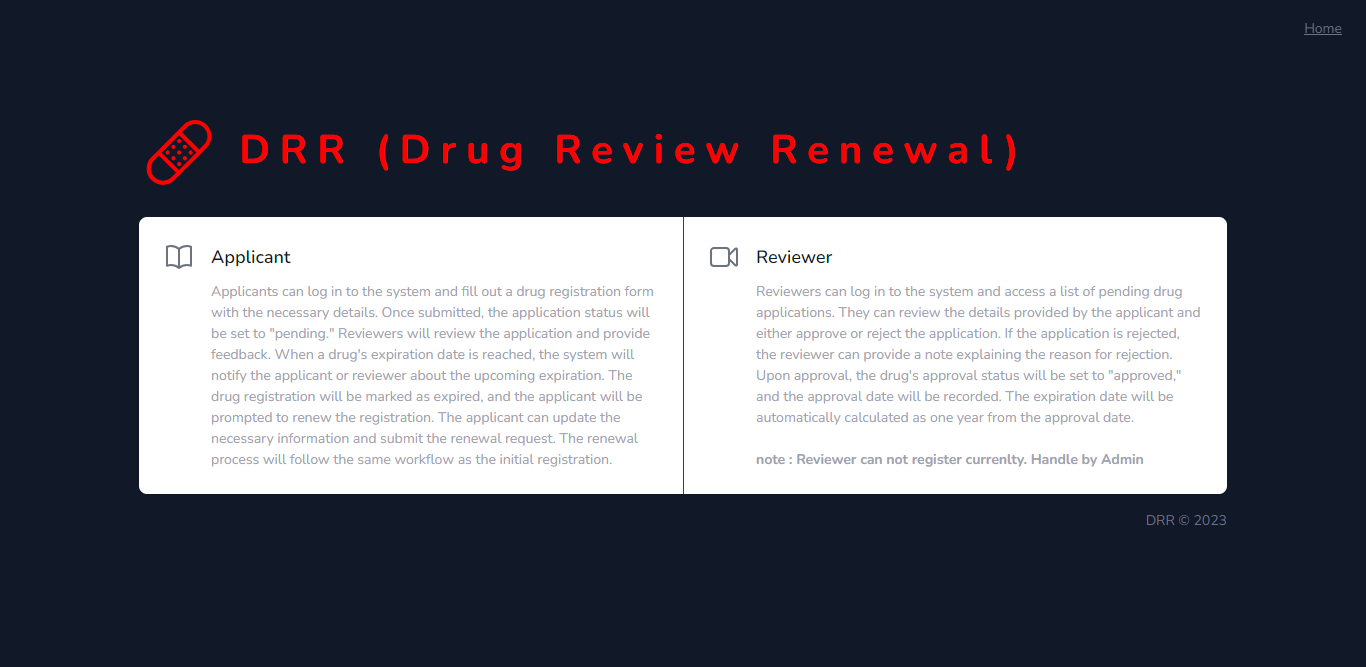 Home
DRR (Drug Review Renewal)
Applicant
Applicants can log in to the system and fill out a drug registration form
with the necessary details. Once submitted, the application status will
be set to "pending." Reviewers will review the application and provide
feedback. When a drug's expiration date is reached, the system will
notify the applicant or reviewer about the upcoming expiration. The
drug registration will be marked as expired, and the applicant will be
prompted to renew the registration. The applicant can update the
necessary information and submit the renewal request. The renewal
process will follow the same workflow as the initial registration.
Reviewer
Reviewers can log in to the system and access a list of pending drug
applications. They can review the details provided by the applicant and
either approve or reject the application. If the application is rejected,
the reviewer can provide a note explaining the reason for rejection.
Upon approval, the drug's approval status will be set to "approved,"
and the approval date will be recorded. The expiration date will be
automatically calculated as one year from the approval date.
note : Reviewer can not register currenlty. Handle by Admin
DRR © 2023